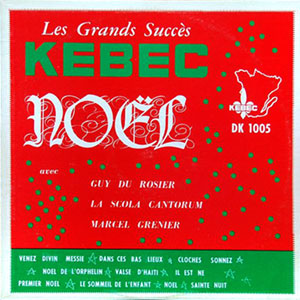 Les Grands Succès
KEBEC
KEBEC
NOËL
DK 1005
avec
GUY DU ROSIER
LA SCOLA CANTORUM
MARCEL GRENIER
VENEZ DIVIN MESSIE DANS CES BAS LIEUX CLOCHES SONNEZ
NOEL DE L'ORPHELIN VALSE D'HAITI IL EST NE
PREMIER NOEL LE SOMMEIL DE L'ENFANT NOEL SAINTE NUIT